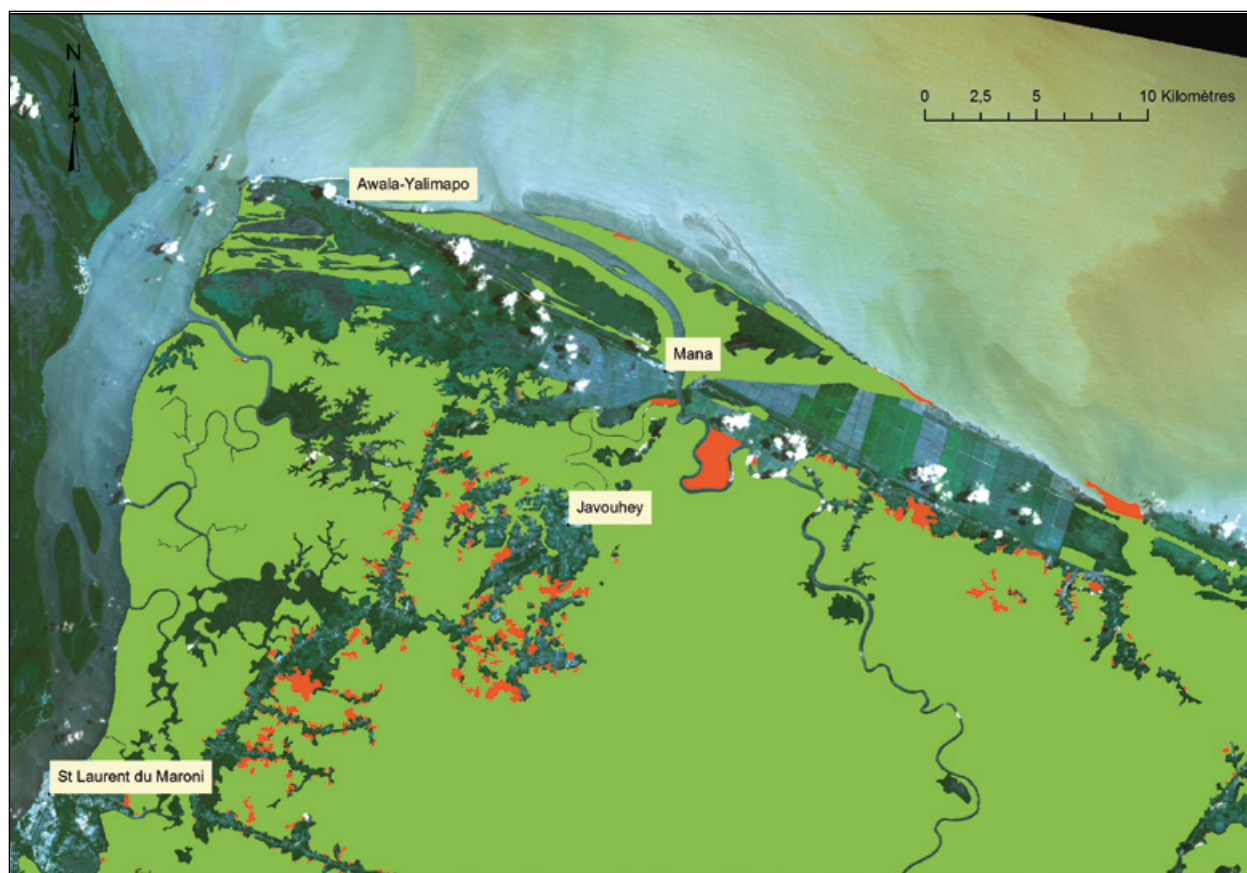 N
0 2,5 5 10 Kilomètres
Awala-Yalimapo
Mana
Javouhey
St Laurent du Maroni